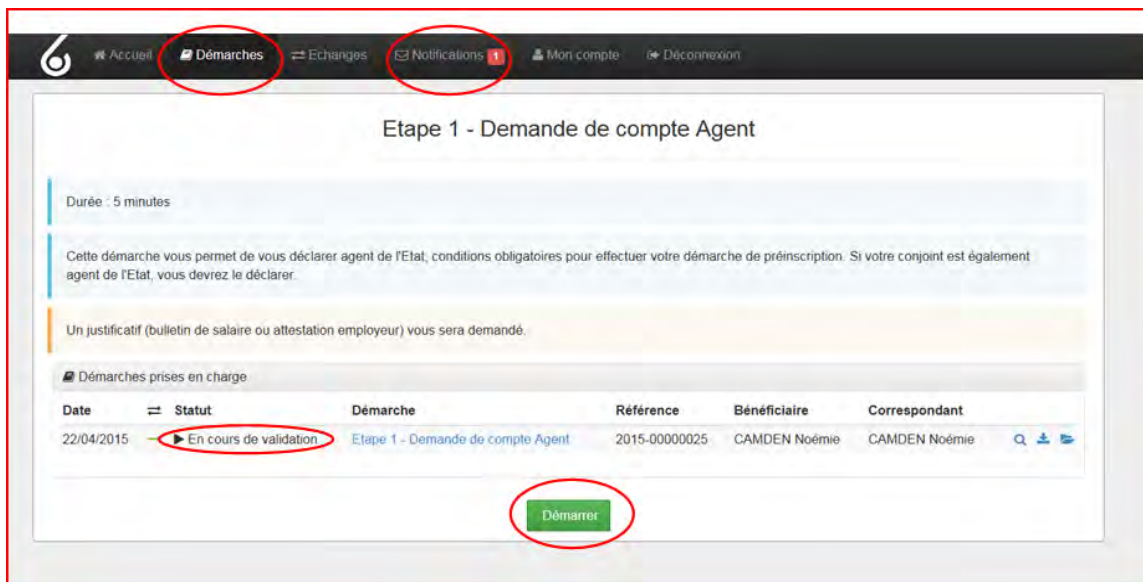 Accueil Démarches Echanges Notifications 1 Mon compte Déconnexion
Etape 1 - Demande de compte Agent
Durée : 5 minutes
Cette démarche vous permet de vous déclarer agent de l'Etat, conditions obligatoires pour effectuer votre démarche de préinscription. Si votre conjoint est également
agent de l'Etat, vous devrez le déclarer.
Un justificatif (bulletin de salaire ou attestation employeur) vous sera demandé.
Démarches prises en charge
Date Statut Démarche Référence Bénéficiaire Correspondant
22/04/2015 En cours de validation Etape 1 - Demande de compte Agent 2015-00000025 CAMDEN Noémie CAMDEN Noémie
Démarrer